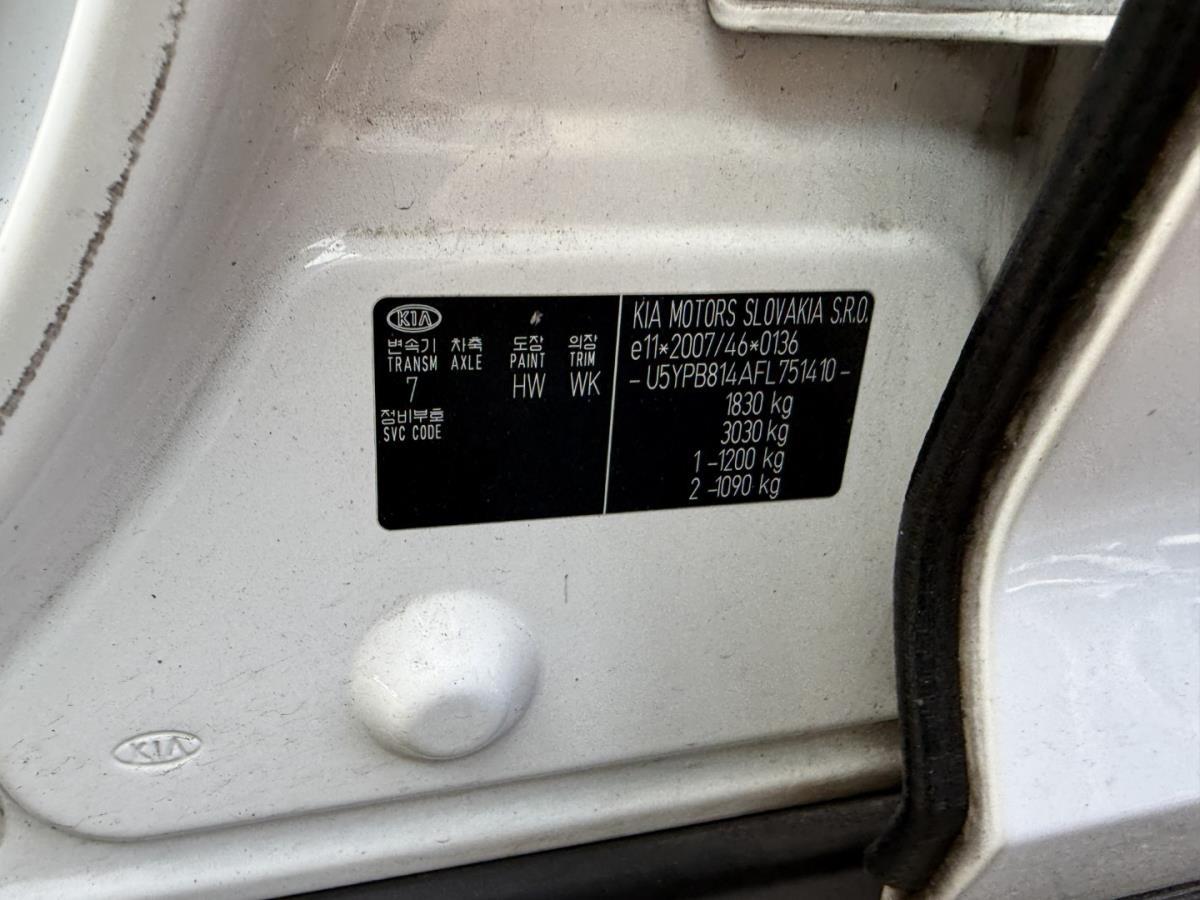 KIA
변속기 차축 도장 의장
TRANSM AXLE PAINT TRIM
7 HW WK
정비부호
SVC CODE
KIA MOTORS SLOVAKIA S.R.O.
e11*2007/46*0136
- U5YPB814AFL751410 -
1830 kg
3030 kg
1 -1200 kg
2 -1090 kg
KIA